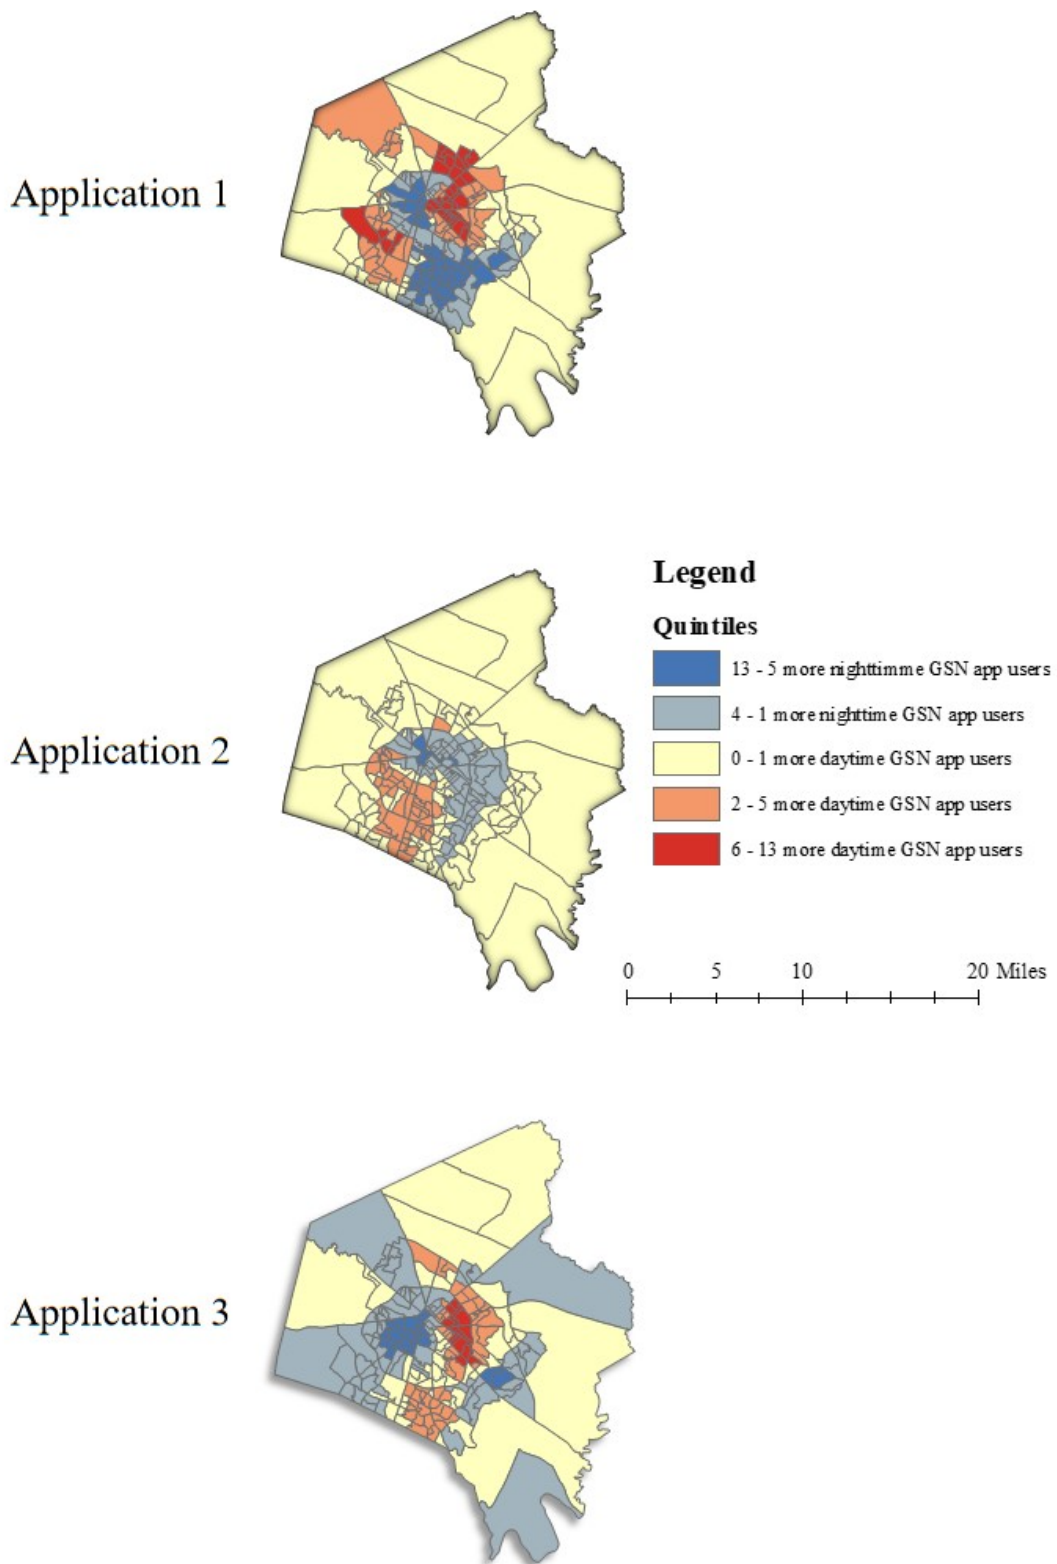 Application 1
Application 2
Legend
Quintiles
13 - 5 more nighttimme GSN app users
4 - 1 more nighttime GSN app users
0 - 1 more daytime GSN app users
2 - 5 more daytime GSN app users
6 - 13 more daytime GSN app users
0 5 10 20 Miles
Application 3